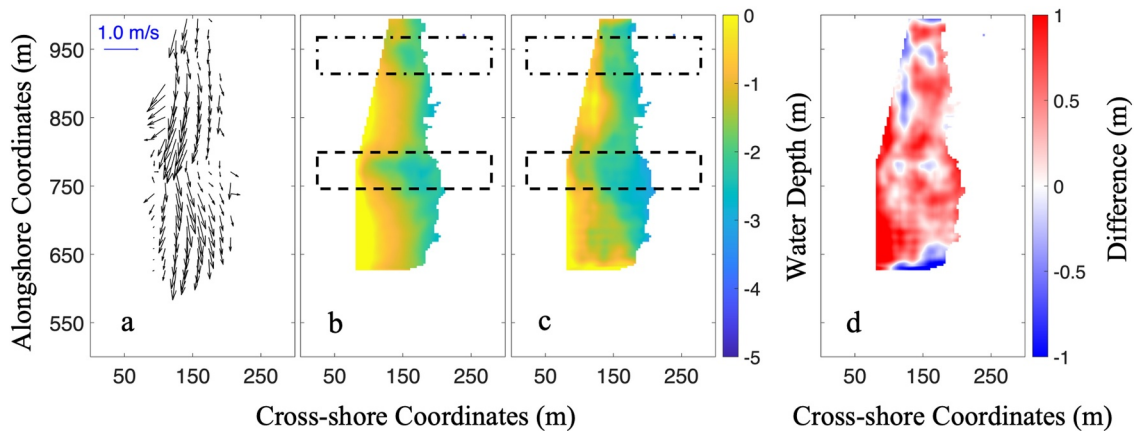 1.0 m/s
Alongshore Coordinates (m)
950
850
750
650
550
a
b
c
d
50 150 250
50 150 250
50 150 250
50 150 250
Cross-shore Coordinates (m)
Cross-shore Coordinates (m)
0
-1
-2
-3
-4
-5
Water Depth (m)
1
0.5
0
-0.5
-1
Difference (m)